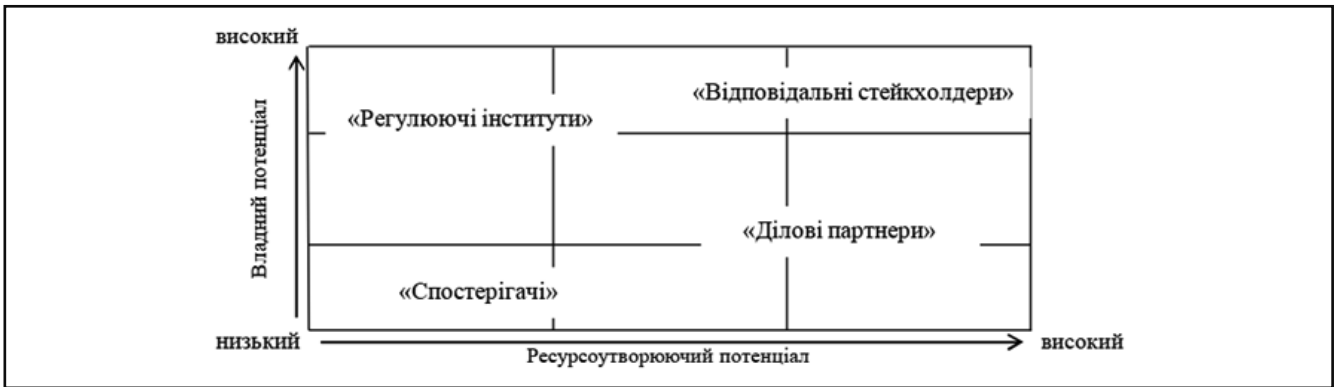 високий
«Відповідальні стейкхолдери»
«Регулюючі інститути»
Владний потенціал
«Ділові партнери»
«Спостерігачі»
низький
високий
Ресурсоутворюючий потенціал